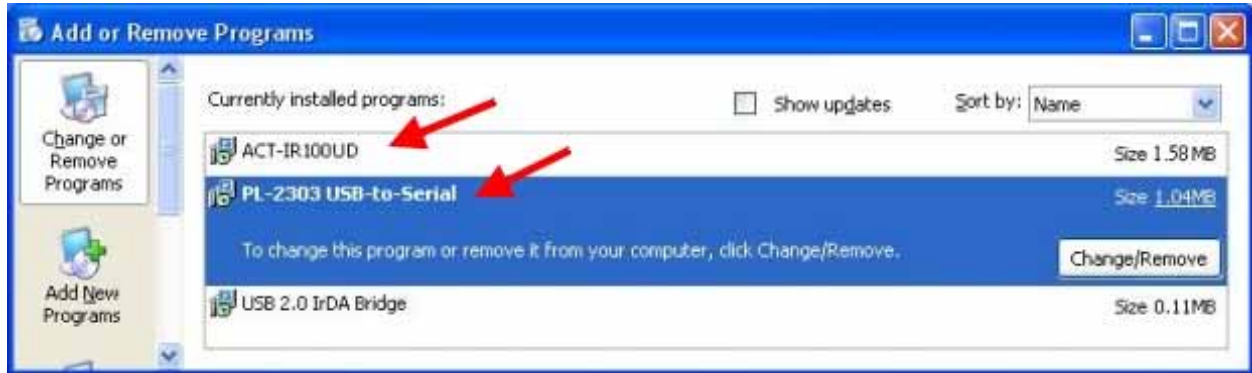 Add or Remove Programs
Change or
Remove
Programs
Add New
Programs
Currently installed programs:
Show updates
Sort by: Name
ACT-IR100UD
Size 1.58MB
PL-2303 USB-to-Serial
Size 1.04MB
To change this program or remove it from your computer, click Change/Remove.
Change/Remove
USB 2.0 IrDA Bridge
Size 0.11MB